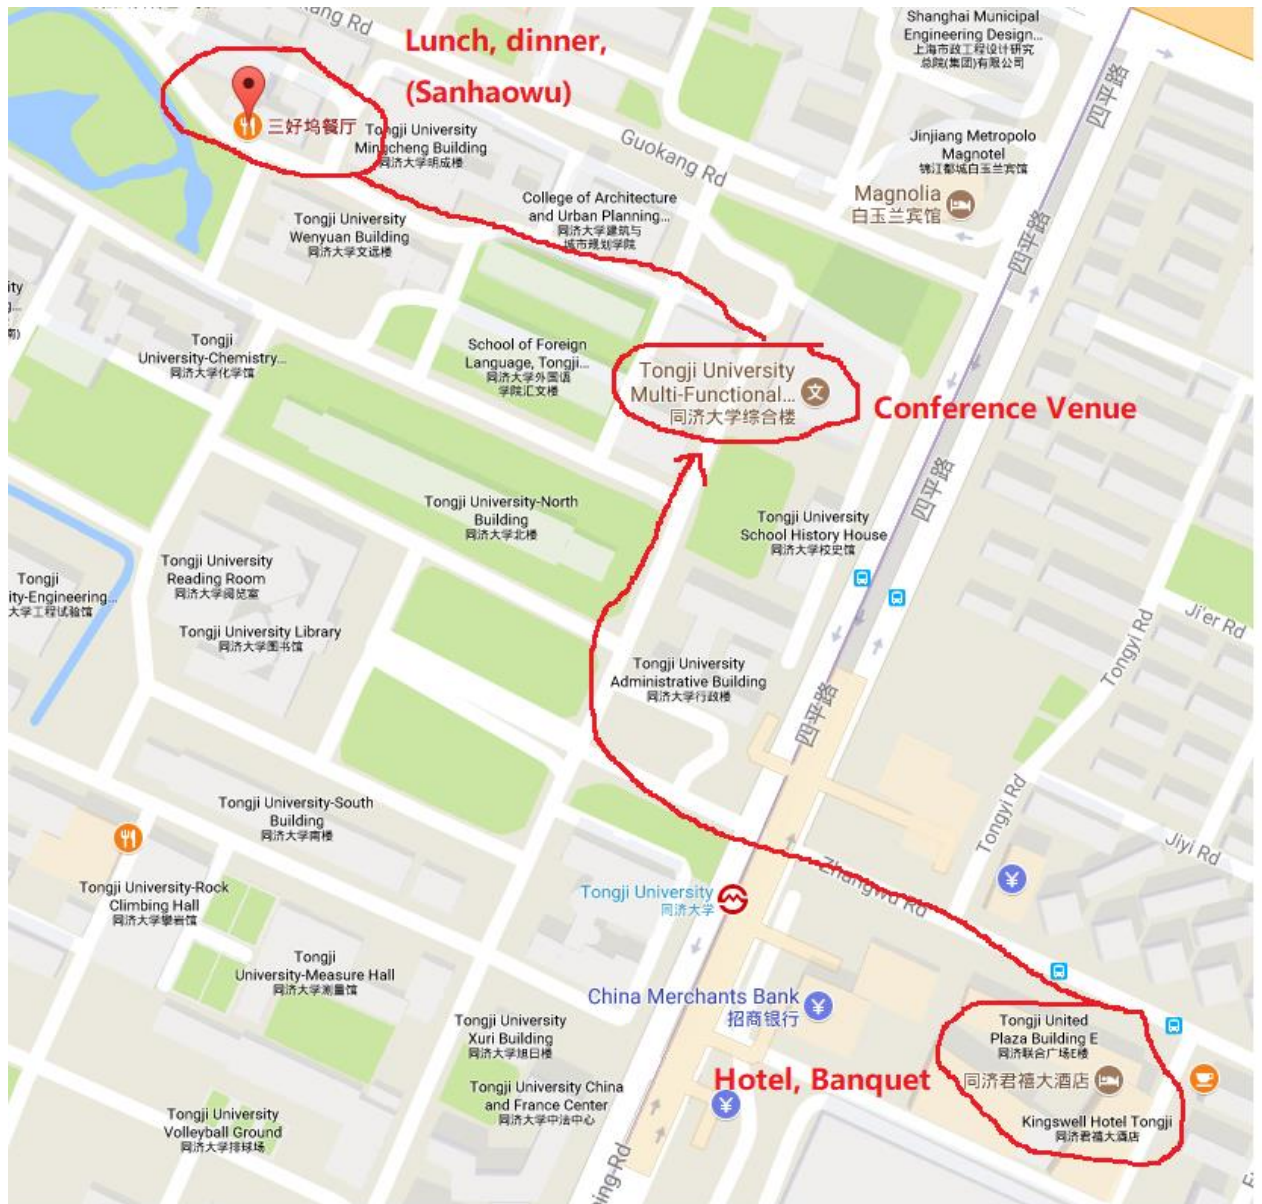 Guokang Rd
Lunch, dinner,
(Sanhaowu)
Shanghai Municipal
Engineering Design...
上海市政工程设计研究
总院(集团)有限公司
四平路
三好坞餐厅
Tongji University
Mingcheng Building
同济大学明成楼
Guokang Rd
Jinjiang Metropolo
Magnotel
锦江都城白玉兰宾馆
Magnolia
白玉兰宾馆
College of Architecture
and Urban Planning...
同济大学建筑与
城市规划学院
Tongji University
Wenyuan Building
同济大学文远楼
四平路
Tongji
University-Chemistry...
同济大学化学馆
School of Foreign
Language, Tongji...
同济大学外国语
学院汇文楼
Tongji University
Multi-Functional...
同济大学综合楼
文
Conference Venue
四平路
Tongji University-North
Building
同济大学北楼
Tongji University
School History House
同济大学校史馆
Tongji University
Reading Room
同济大学阅览室
Tongji
ity-Engineering...
大学工程试验馆
Tongji University Library
同济大学图书馆
Ji'er Rd
Tongyi Rd
Tongji University
Administrative Building
同济大学行政楼
四平路
Tongji University-South
Building
同济大学南楼
Tongyi Rd
Jiyi Rd
Zhangwu Rd
¥
Tongji University
同济大学
Tongji University-Rock
Climbing Hall
同济大学攀岩馆
Tongji
University-Measure Hall
同济大学测量馆
China Merchants Bank
招商银行
¥
Tongji University
Xuri Building
同济大学旭日楼
Tongji United
Plaza Building E
同济联合广场E楼
Hotel, Banquet
同济君禧大酒店
¥
Tongji University China
and France Center
同济大学中法中心
Kingswell Hotel Tongji
同济君禧大酒店
Tongji University
Volleyball Ground
同济大学排球场
ing Rd